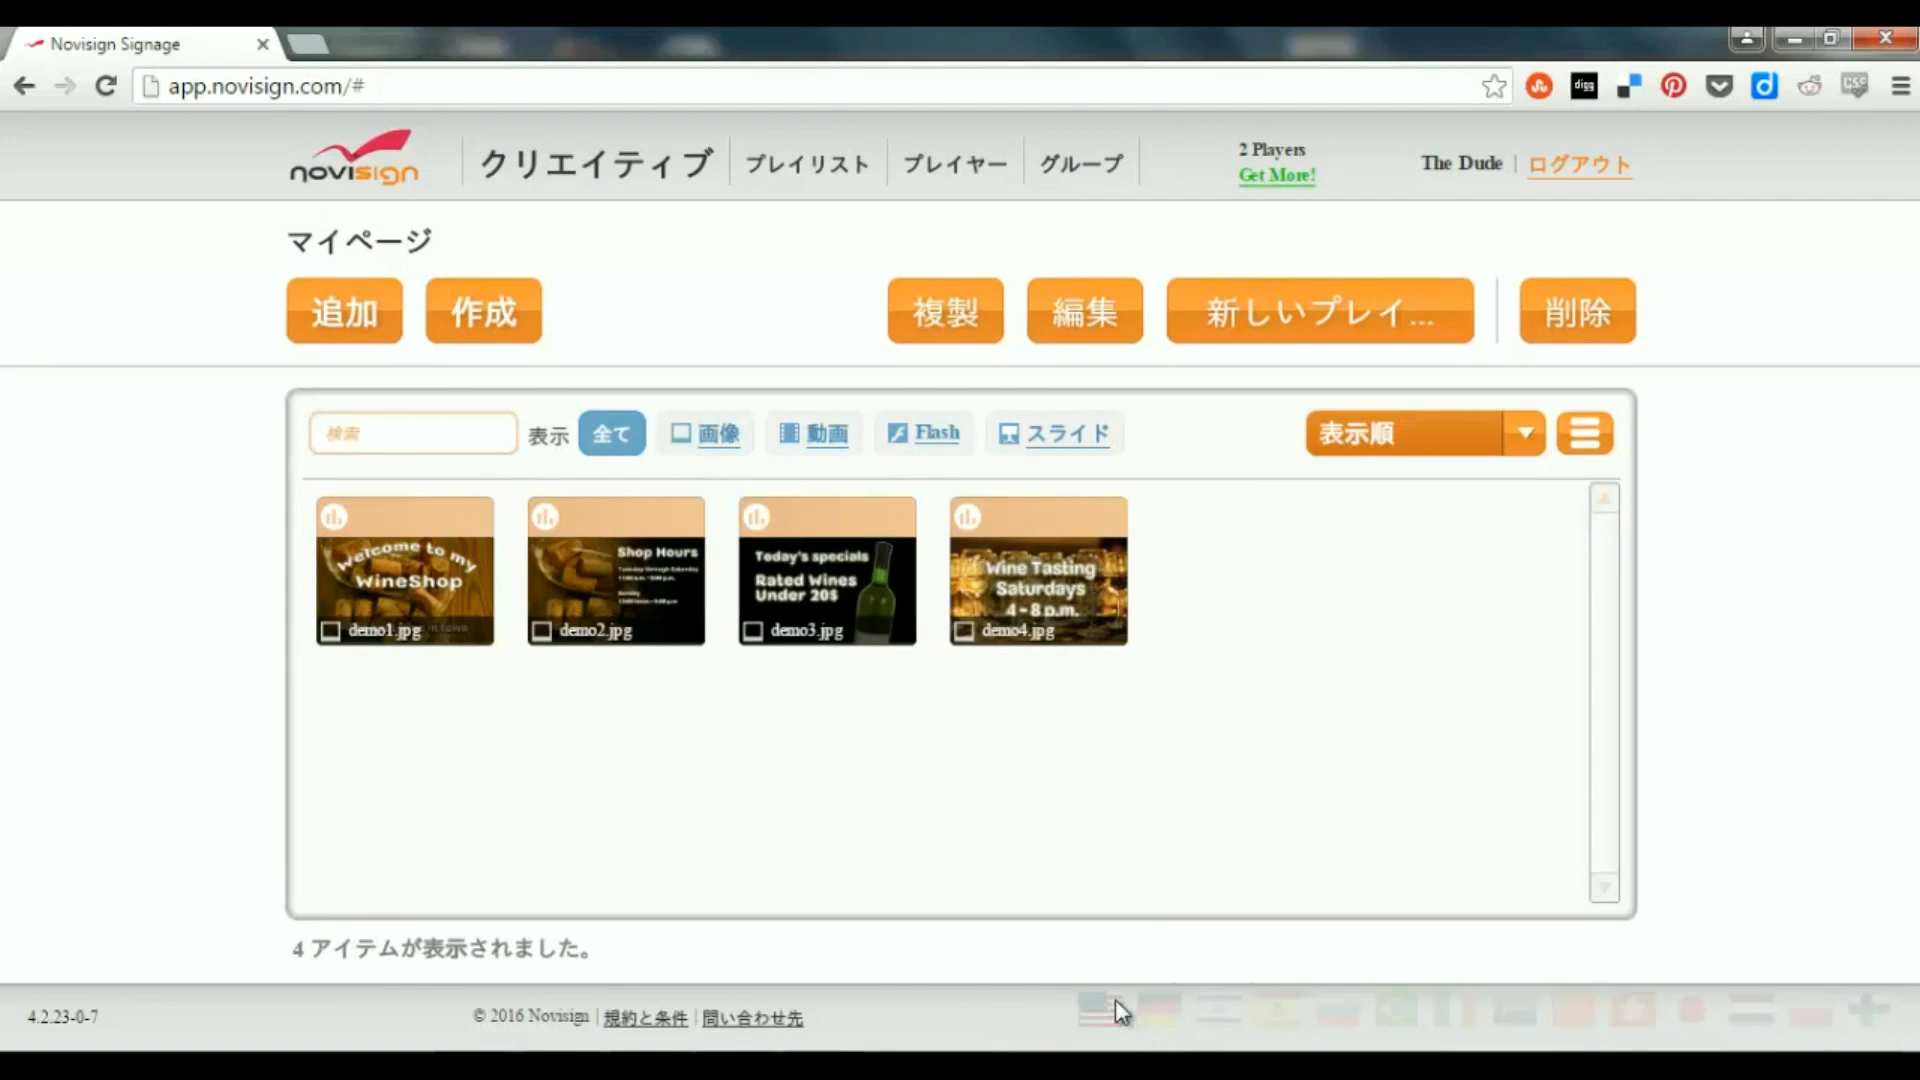 Novisign Signage
app.novisign.com/#
digg
CSS
novisign
クリエイティブ
プレイリスト
プレイヤー
グループ
2 Players
Get More!
The Dude
ログアウト
マイページ
追加
作成
複製
編集
新しいプレイ...
削除
検索
表示
全て
画像
動画
Flash
スライド
表示順
Welcome to my
WineShop
in town
demo1.jpg
Shop Hours
demo2.jpg
Today's specials
Rated Wines
Under 20$
demo3.jpg
Wine Tasting
Saturdays
4 - 8 p.m.
demo4.jpg
4 アイテムが表示されました。
4.2.23-0-7
© 2016 Novisign | 規約と条件 | 問い合わせ先